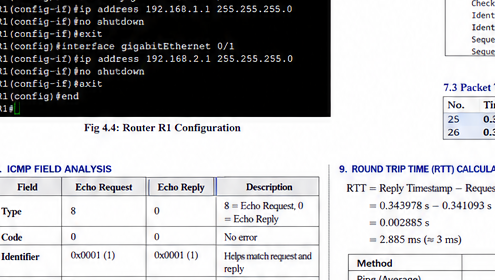 R1(config-if)#ip address 192.168.1.1 255.255.255.0
R1(config-if)#no shutdown
R1(config-if)#exit
R1(config)#interface gigabitEthernet 0/1
R1(config-if)#ip address 192.168.2.1 255.255.255.0
R1(config-if)#no shutdown
R1(config-if)#axit
R1(config)#end
R1#
Fig 4.4: Router R1 Configuration
Check
Ident
Ident
Seque
Seque
7.3 Packet
No. Ti
25 0.3
26 0.3
. ICMP FIELD ANALYSIS
Field Echo Request Echo Reply Description
Type 8 0 8 = Echo Request, 0
= Echo Reply
Code 0 0 No error
Identifier 0x0001 (1) 0x0001 (1) Helps match request and
reply
9. ROUND TRIP TIME (RTT) CALCULA
RTT = Reply Timestamp − Reques
= 0.343978 s − 0.341093 s
= 0.002885 s
= 2.885 ms (≈ 3 ms)
Method
Ping (Average)